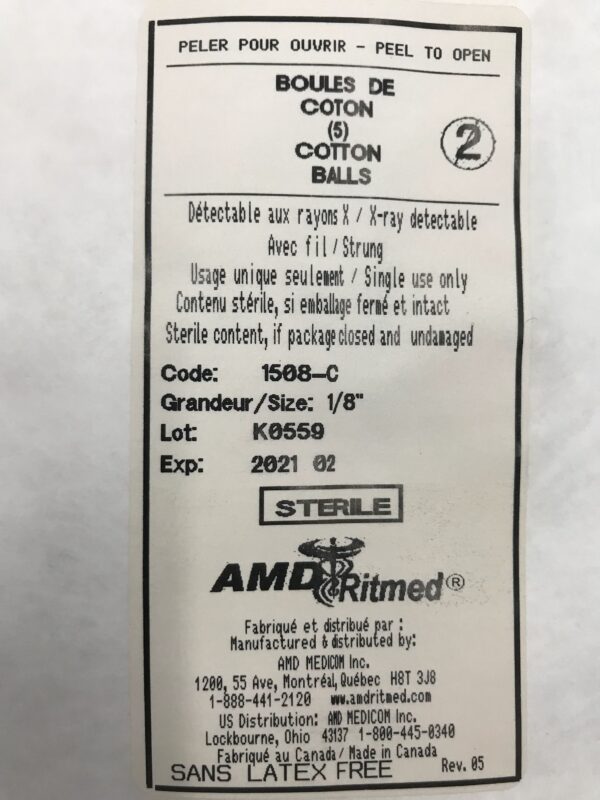 PELER POUR OUVRIR - PEEL TO OPEN
BOULES DE
COTON
(5)
COTTON
BALLS
2
Détectable aux rayons X / X-ray detectable
Avec fil / Strung
Usage unique seulement / Single use only
Contenu stérile, si emballage fermé et intact
Sterile content, if package closed and undamaged
Code: 1508-C
Grandeur/Size: 1/8"
Lot: K0559
Exp: 2021 02
STERILE
AMD Ritmed®
Fabriqué et distribué par :
Manufactured & distributed by:
AMD MEDICOM Inc.
1200, 55 Ave, Montréal, Québec H8T 3J8
1-888-441-2120 www.amdritmed.com
US Distribution: AMD MEDICOM Inc.
Lockbourne, Ohio 43137 1-800-445-0340
Fabriqué au Canada / Made in Canada
SANS LATEX FREE Rev. 05